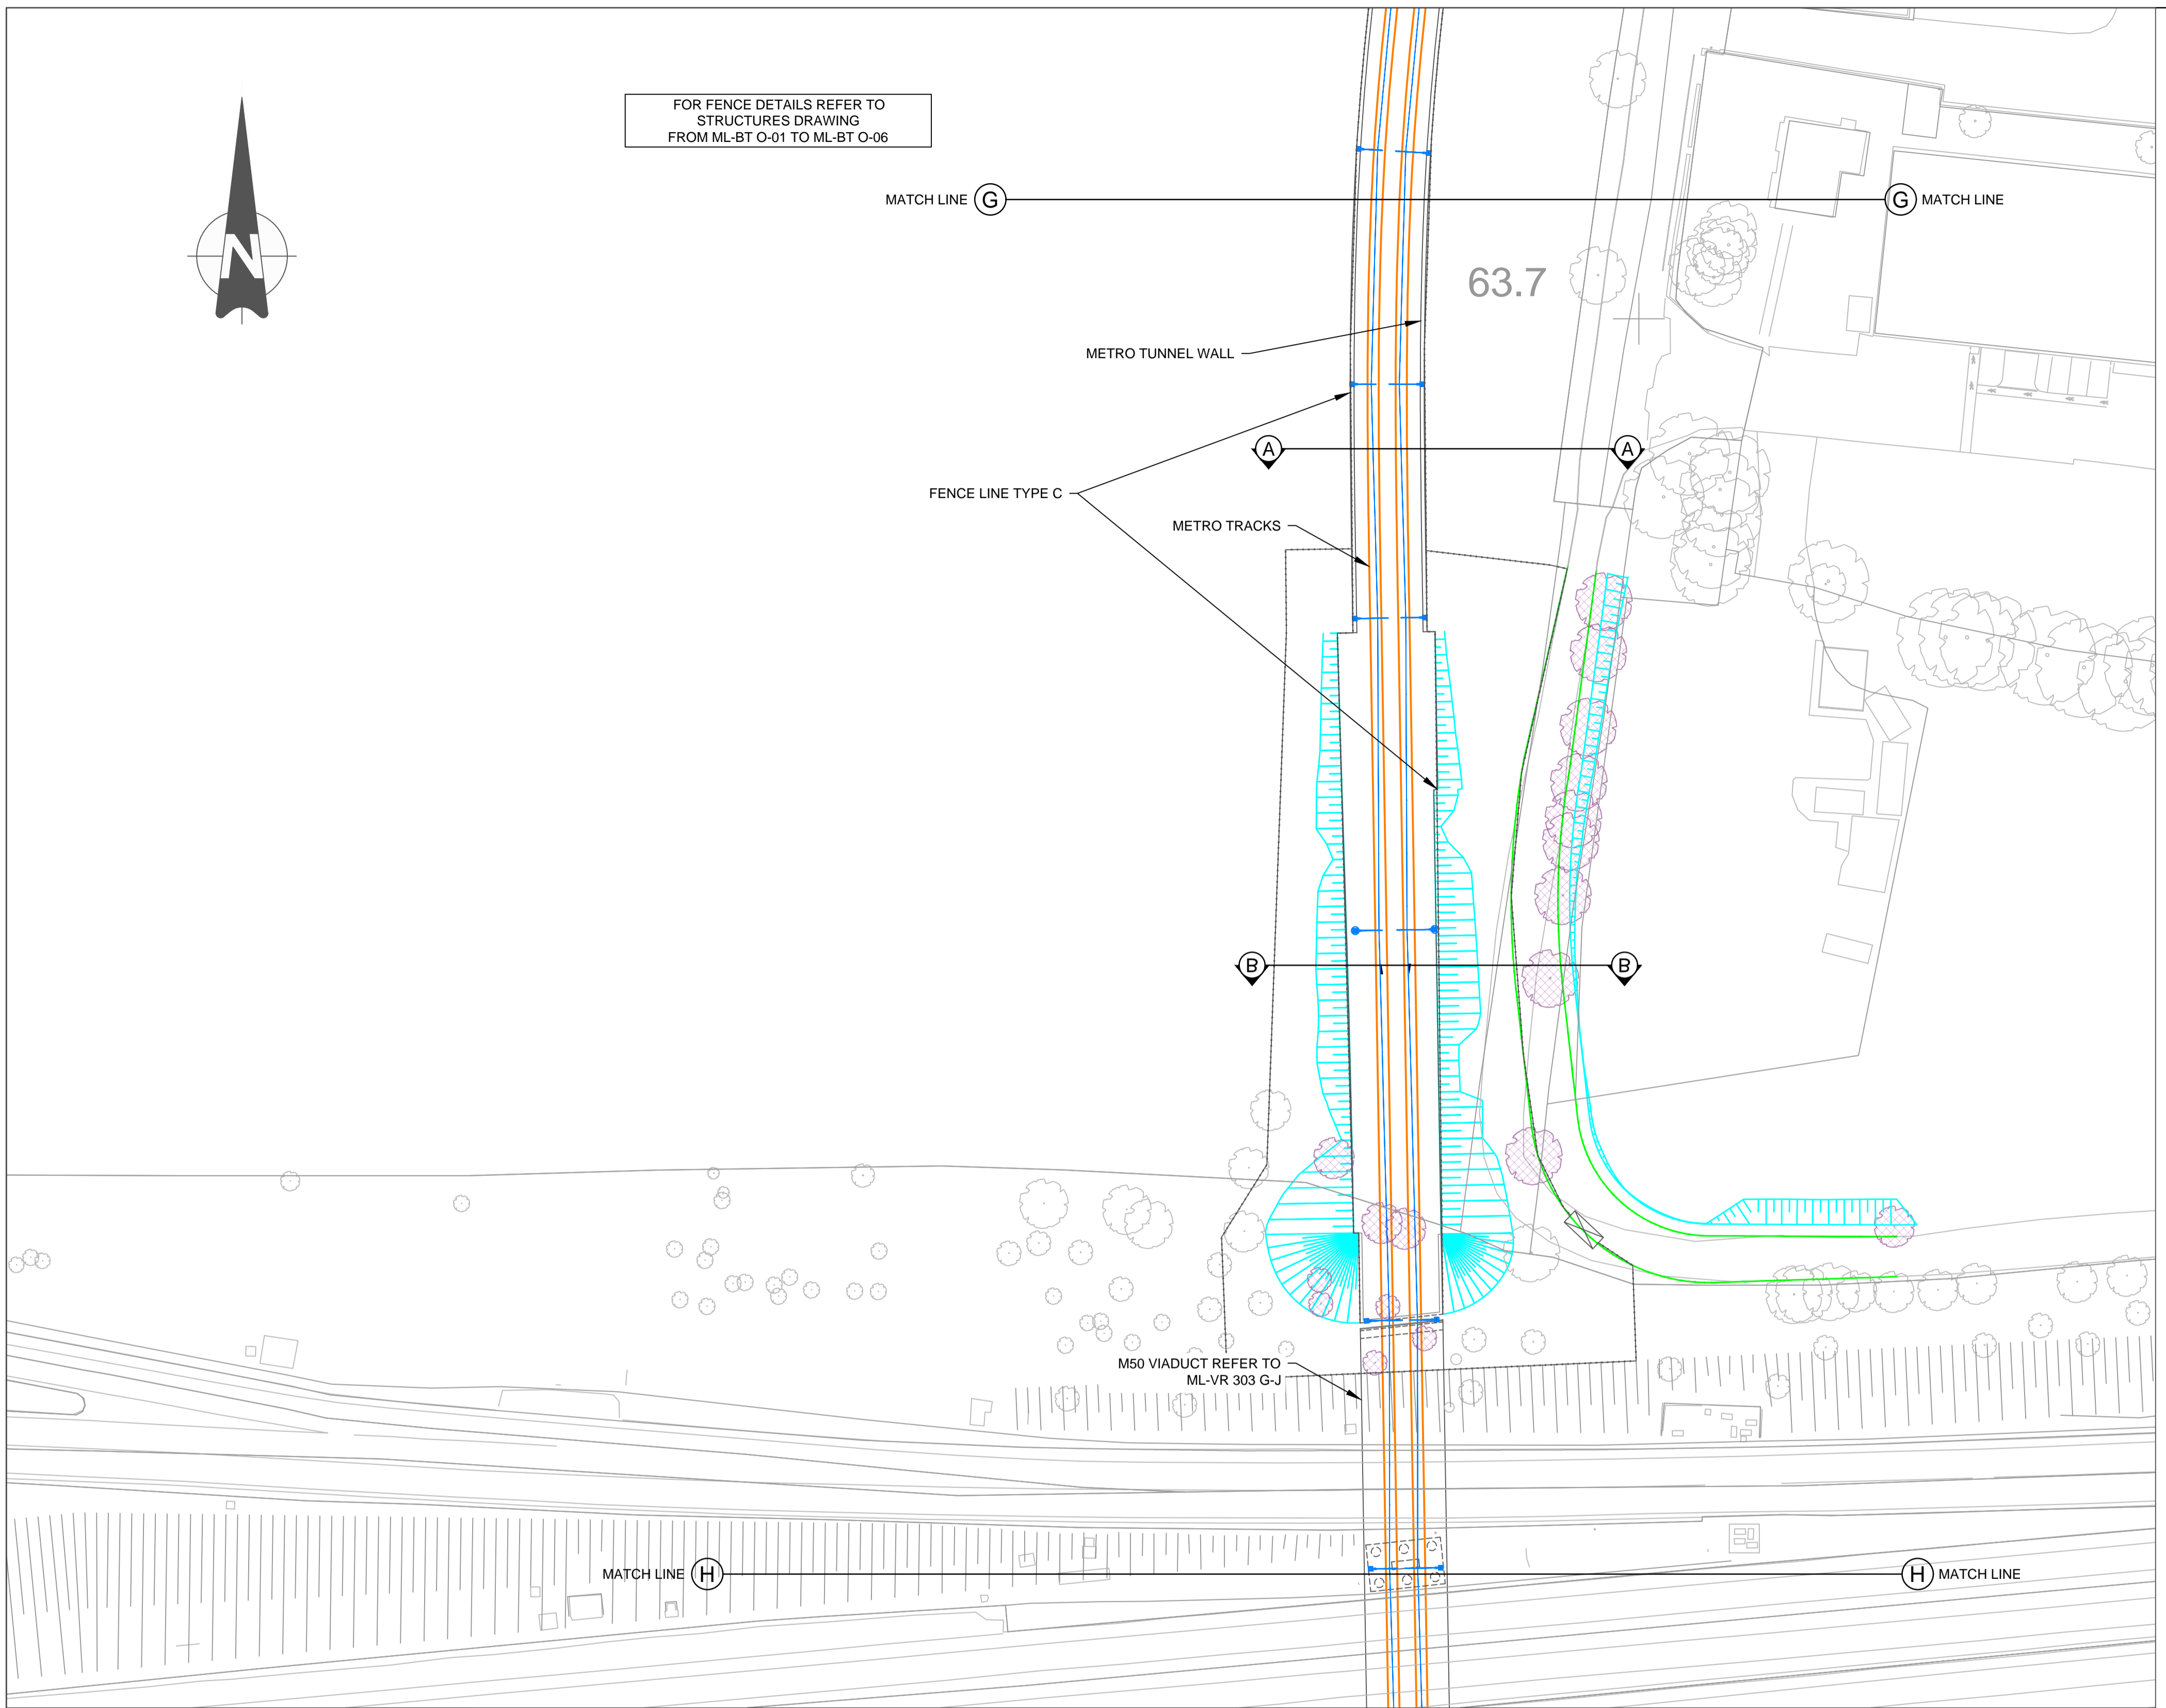 FOR FENCE DETAILS REFER TO
STRUCTURES DRAWING
FROM ML-BT O-01 TO ML-BT O-06
N
MATCH LINE G
G MATCH LINE
63.7
METRO TUNNEL WALL
A
A
FENCE LINE TYPE C
METRO TRACKS
B
B
M50 VIADUCT REFER TO
ML-VR 303 G-J
MATCH LINE H
H MATCH LINE